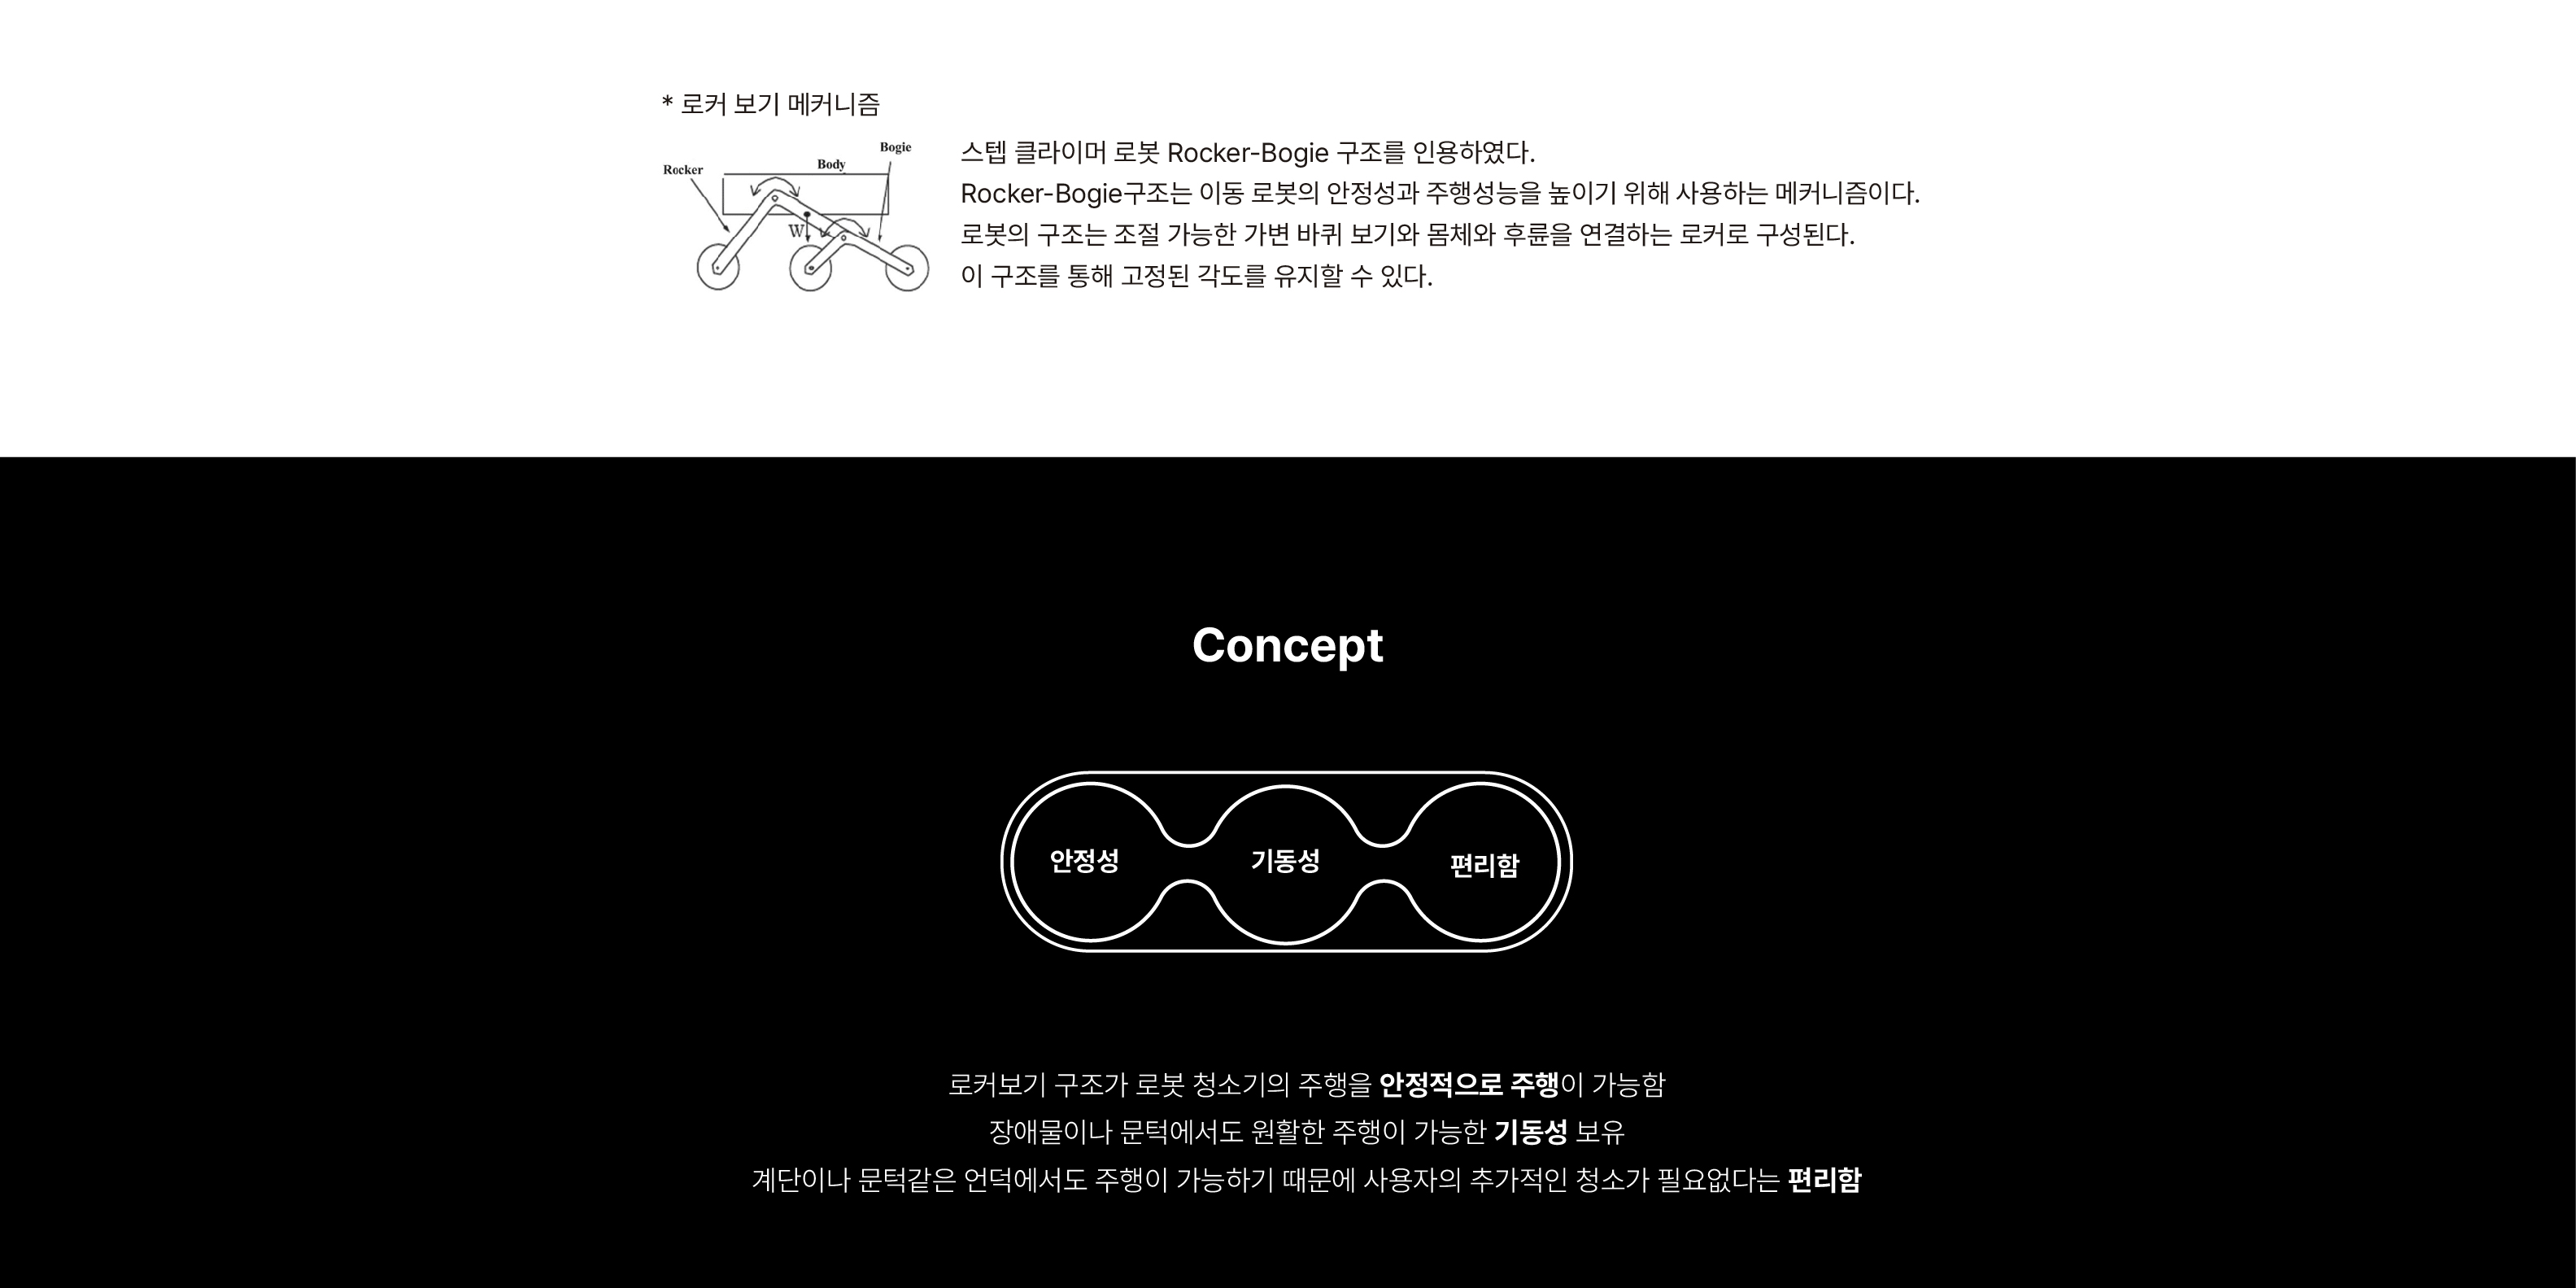 * 로커 보기 메커니즘
Rocker
Body
Bogie
W
스텝 클라이머 로봇 Rocker-Bogie 구조를 인용하였다.
Rocker-Bogie구조는 이동 로봇의 안정성과 주행성능을 높이기 위해 사용하는 메커니즘이다.
로봇의 구조는 조절 가능한 가변 바퀴 보기와 몸체와 후륜을 연결하는 로커로 구성된다.
이 구조를 통해 고정된 각도를 유지할 수 있다.
Concept
안정성
기동성
편리함
로커보기 구조가 로봇 청소기의 주행을 안정적으로 주행이 가능함
장애물이나 문턱에서도 원활한 주행이 가능한 기동성 보유
계단이나 문턱같은 언덕에서도 주행이 가능하기 때문에 사용자의 추가적인 청소가 필요없다는 편리함